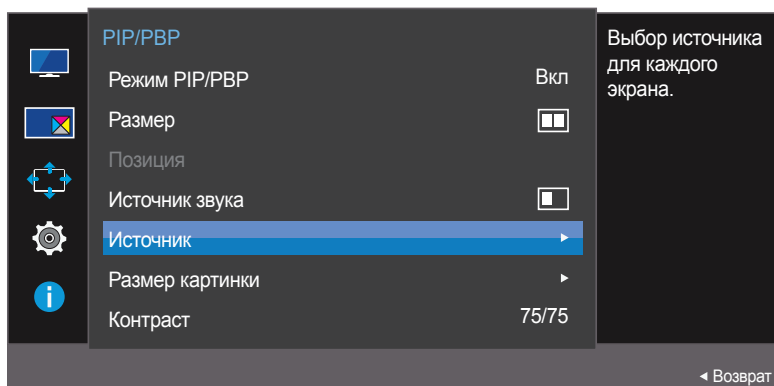 PIP/PBP
Режим PIP/PBP Вкл
Размер
Позиция
Источник звука
Источник
Размер картинки
Контраст 75/75
Выбор источника
для каждого
экрана.
Возврат